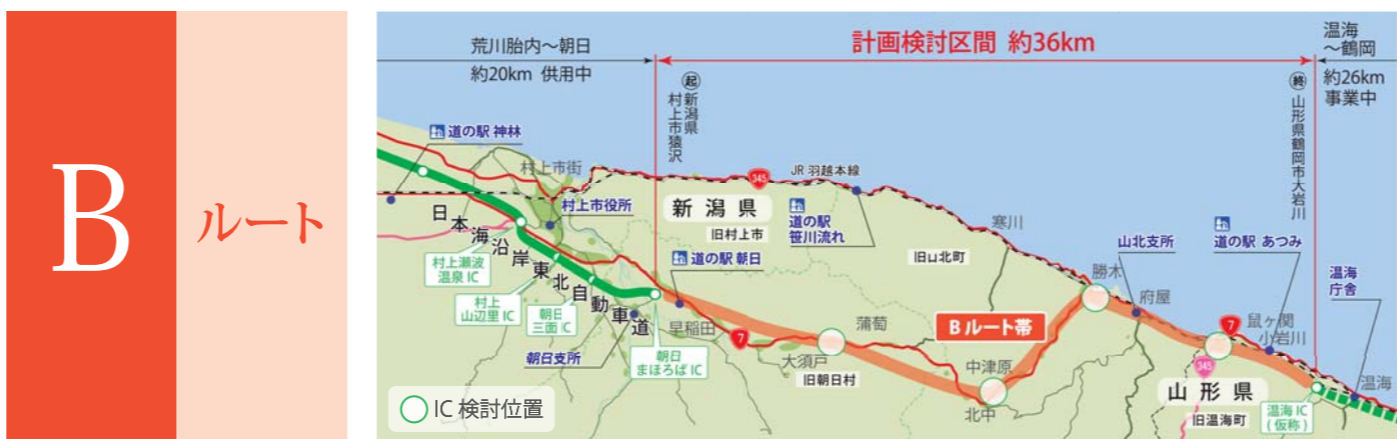 B
ルート
荒川胎内～朝日
約20km 供用中
計画検討区間 約36km
温海
～鶴岡
約26km
事業中
起 新潟県
村上市猿沢
終 山形県鶴岡市大岩川
道の駅 神林
村上市街
村上市役所
日本海沿岸東北自動車道
村上瀬波
温泉IC
村上
山辺里IC
朝日
三面IC
朝日支所
朝日
まほろばIC
新潟県
旧村上市
345
JR 羽越本線
道の駅
笹川流れ
道の駅 朝日
早稲田
7
大須戸
蒲萄
旧朝日村
旧山北町
寒川
Bルート帯
中津原
北中
勝木
山北支所
府屋
道の駅 あつみ
7
鼠ヶ関
小岩川
345
山形県
旧温海町
温海
庁舎
温海
温海IC
(仮称)
IC 検討位置